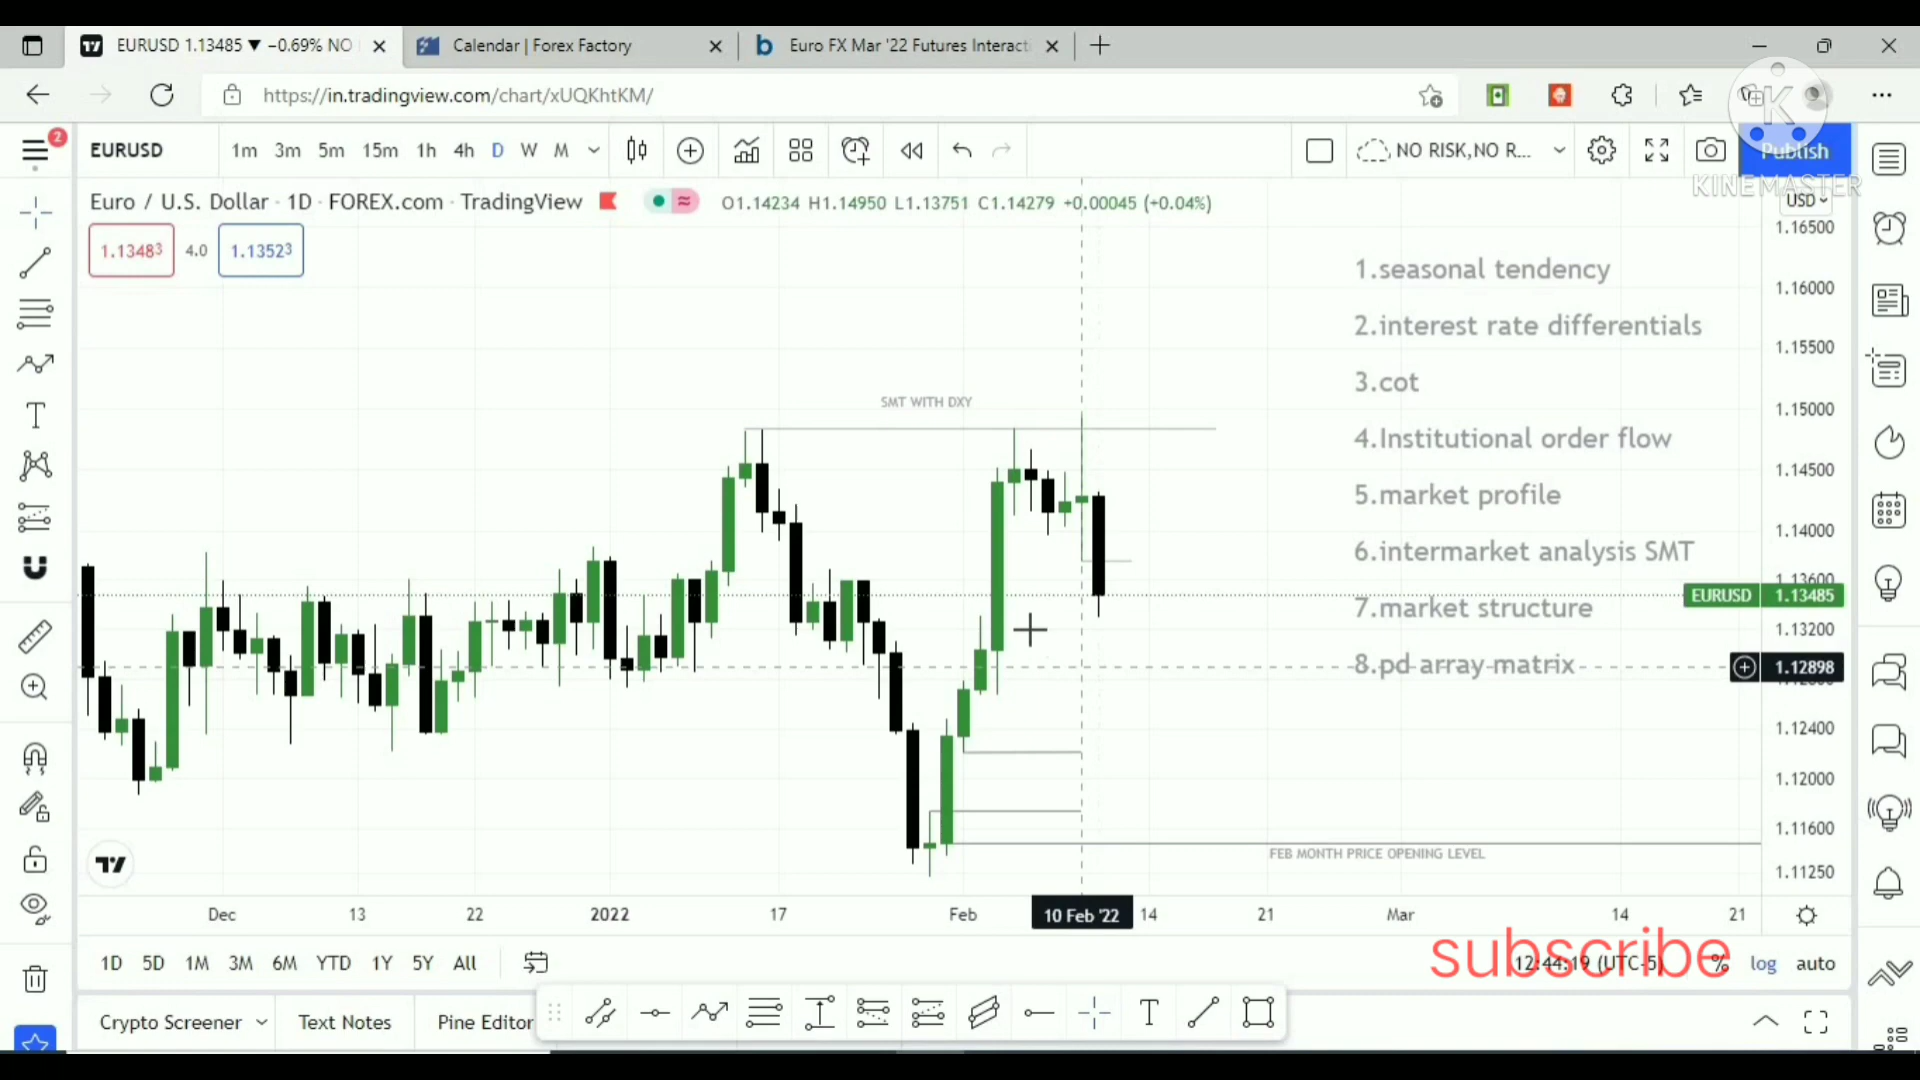 EURUSD 1.13485 ▼ −0.69% NO
Calendar | Forex Factory
Euro FX Mar '22 Futures Interact
https://in.tradingview.com/chart/xUQKhtKM/
2
EURUSD
1m 3m 5m 15m 1h 4h D W M
NO RISK,NO R...
Publish
KINEMASTER
Euro / U.S. Dollar · 1D · FOREX.com · TradingView
O1.14234 H1.14950 L1.13751 C1.14279 +0.00045 (+0.04%)
USD
1.13483
4.0
1.13523
1.16500
1.16000
1.15500
1.15000
1.14500
1.14000
1.13600
EURUSD 1.13485
1.13200
1.12898
1.12400
1.12000
1.11600
1.11250
1.seasonal tendency
2.interest rate differentials
3.cot
4.Institutional order flow
5.market profile
6.intermarket analysis SMT
7.market structure
8.pd array matrix
SMT WITH DXY
FEB MONTH PRICE OPENING LEVEL
Dec 13 22 2022 17 Feb 10 Feb '22 14 21 Mar 14 21
subscribe
1D 5D 1M 3M 6M YTD 1Y 5Y All
12:44:19 (UTC-5) % log auto
Crypto Screener Text Notes Pine Editor